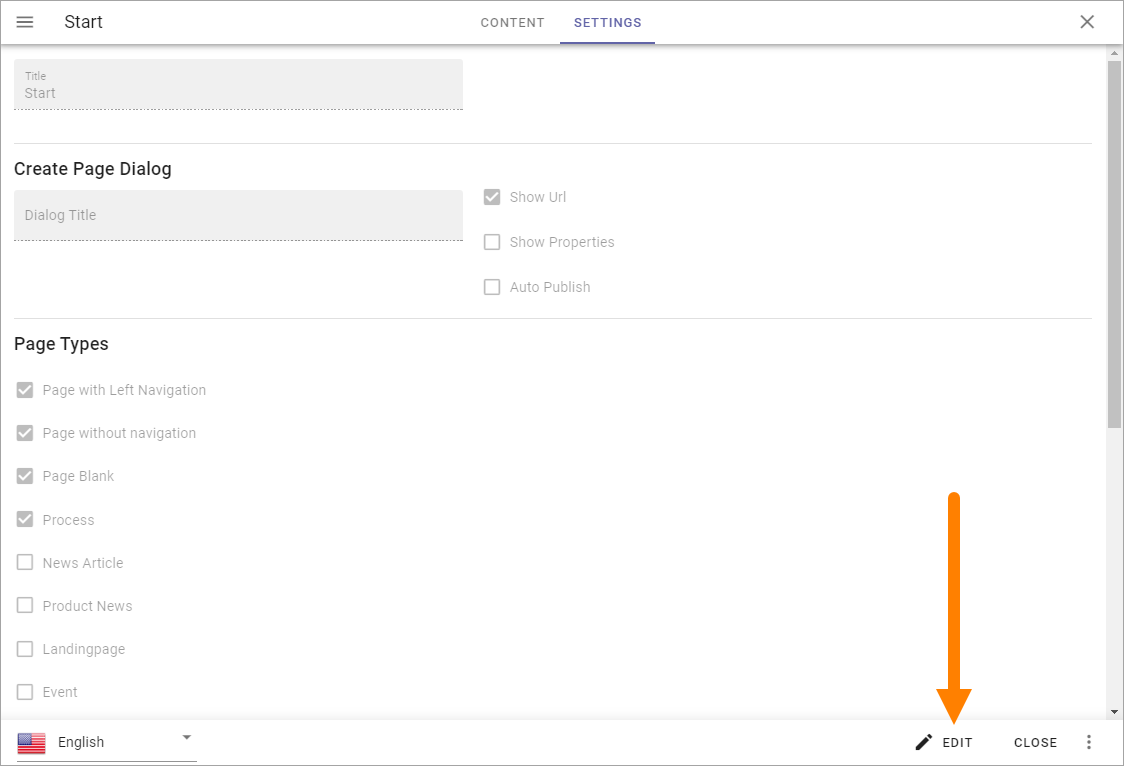 Start
CONTENT
SETTINGS
Title
Start
Create Page Dialog
Dialog Title
Show Url
Show Properties
Auto Publish
Page Types
Page with Left Navigation
Page without navigation
Page Blank
Process
News Article
Product News
Landingpage
Event
English
EDIT
CLOSE